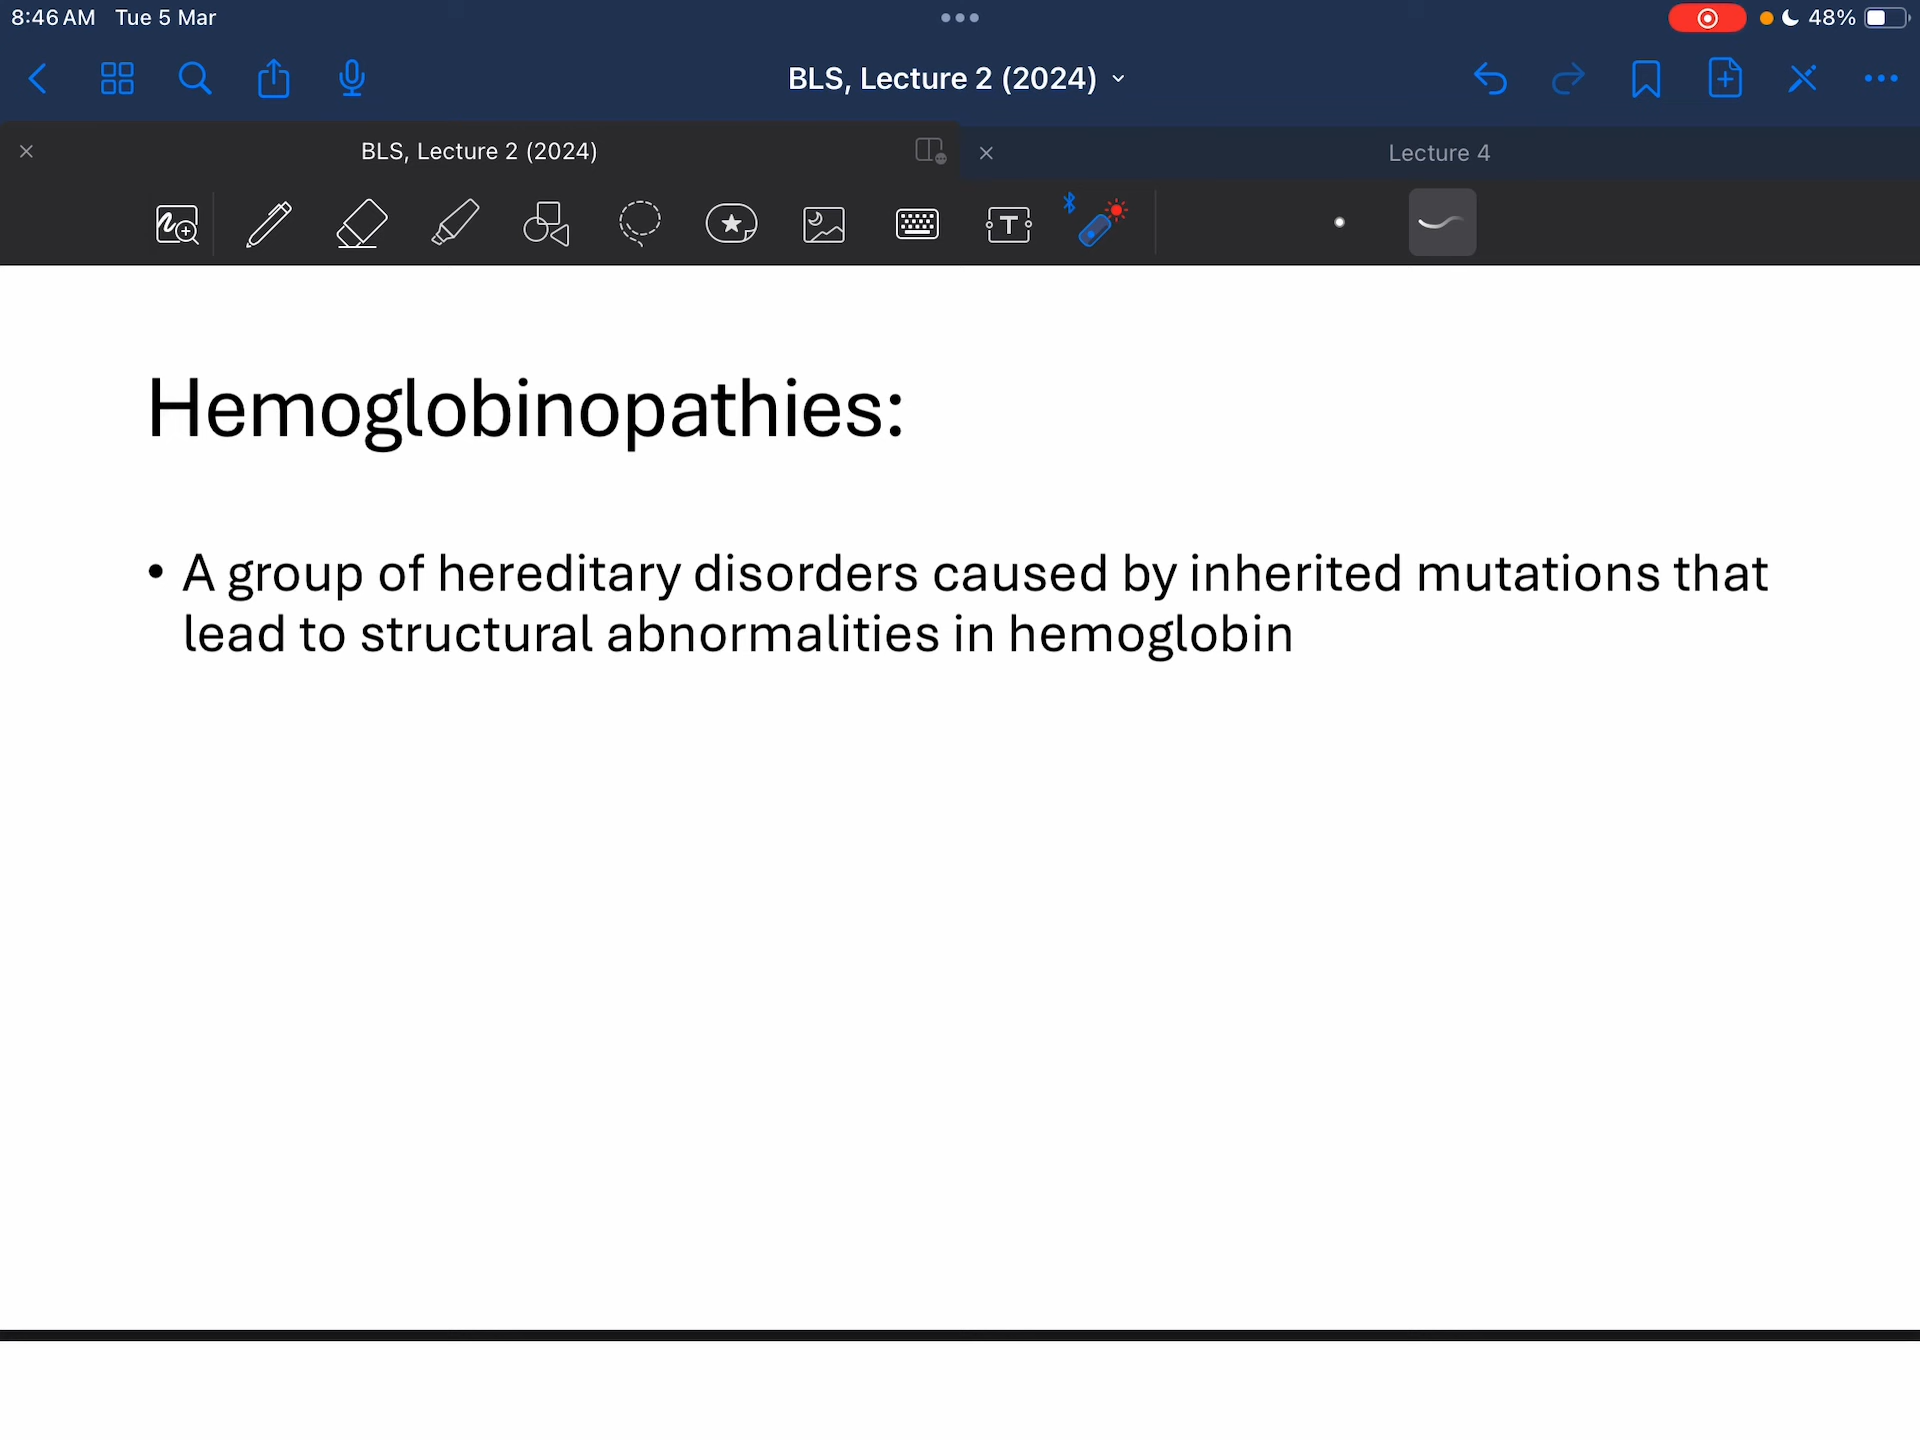 8:46 AM Tue 5 Mar 48%
BLS, Lecture 2 (2024)
BLS, Lecture 2 (2024) Lecture 4
T
Hemoglobinopathies:
• A group of hereditary disorders caused by inherited mutations that
lead to structural abnormalities in hemoglobin